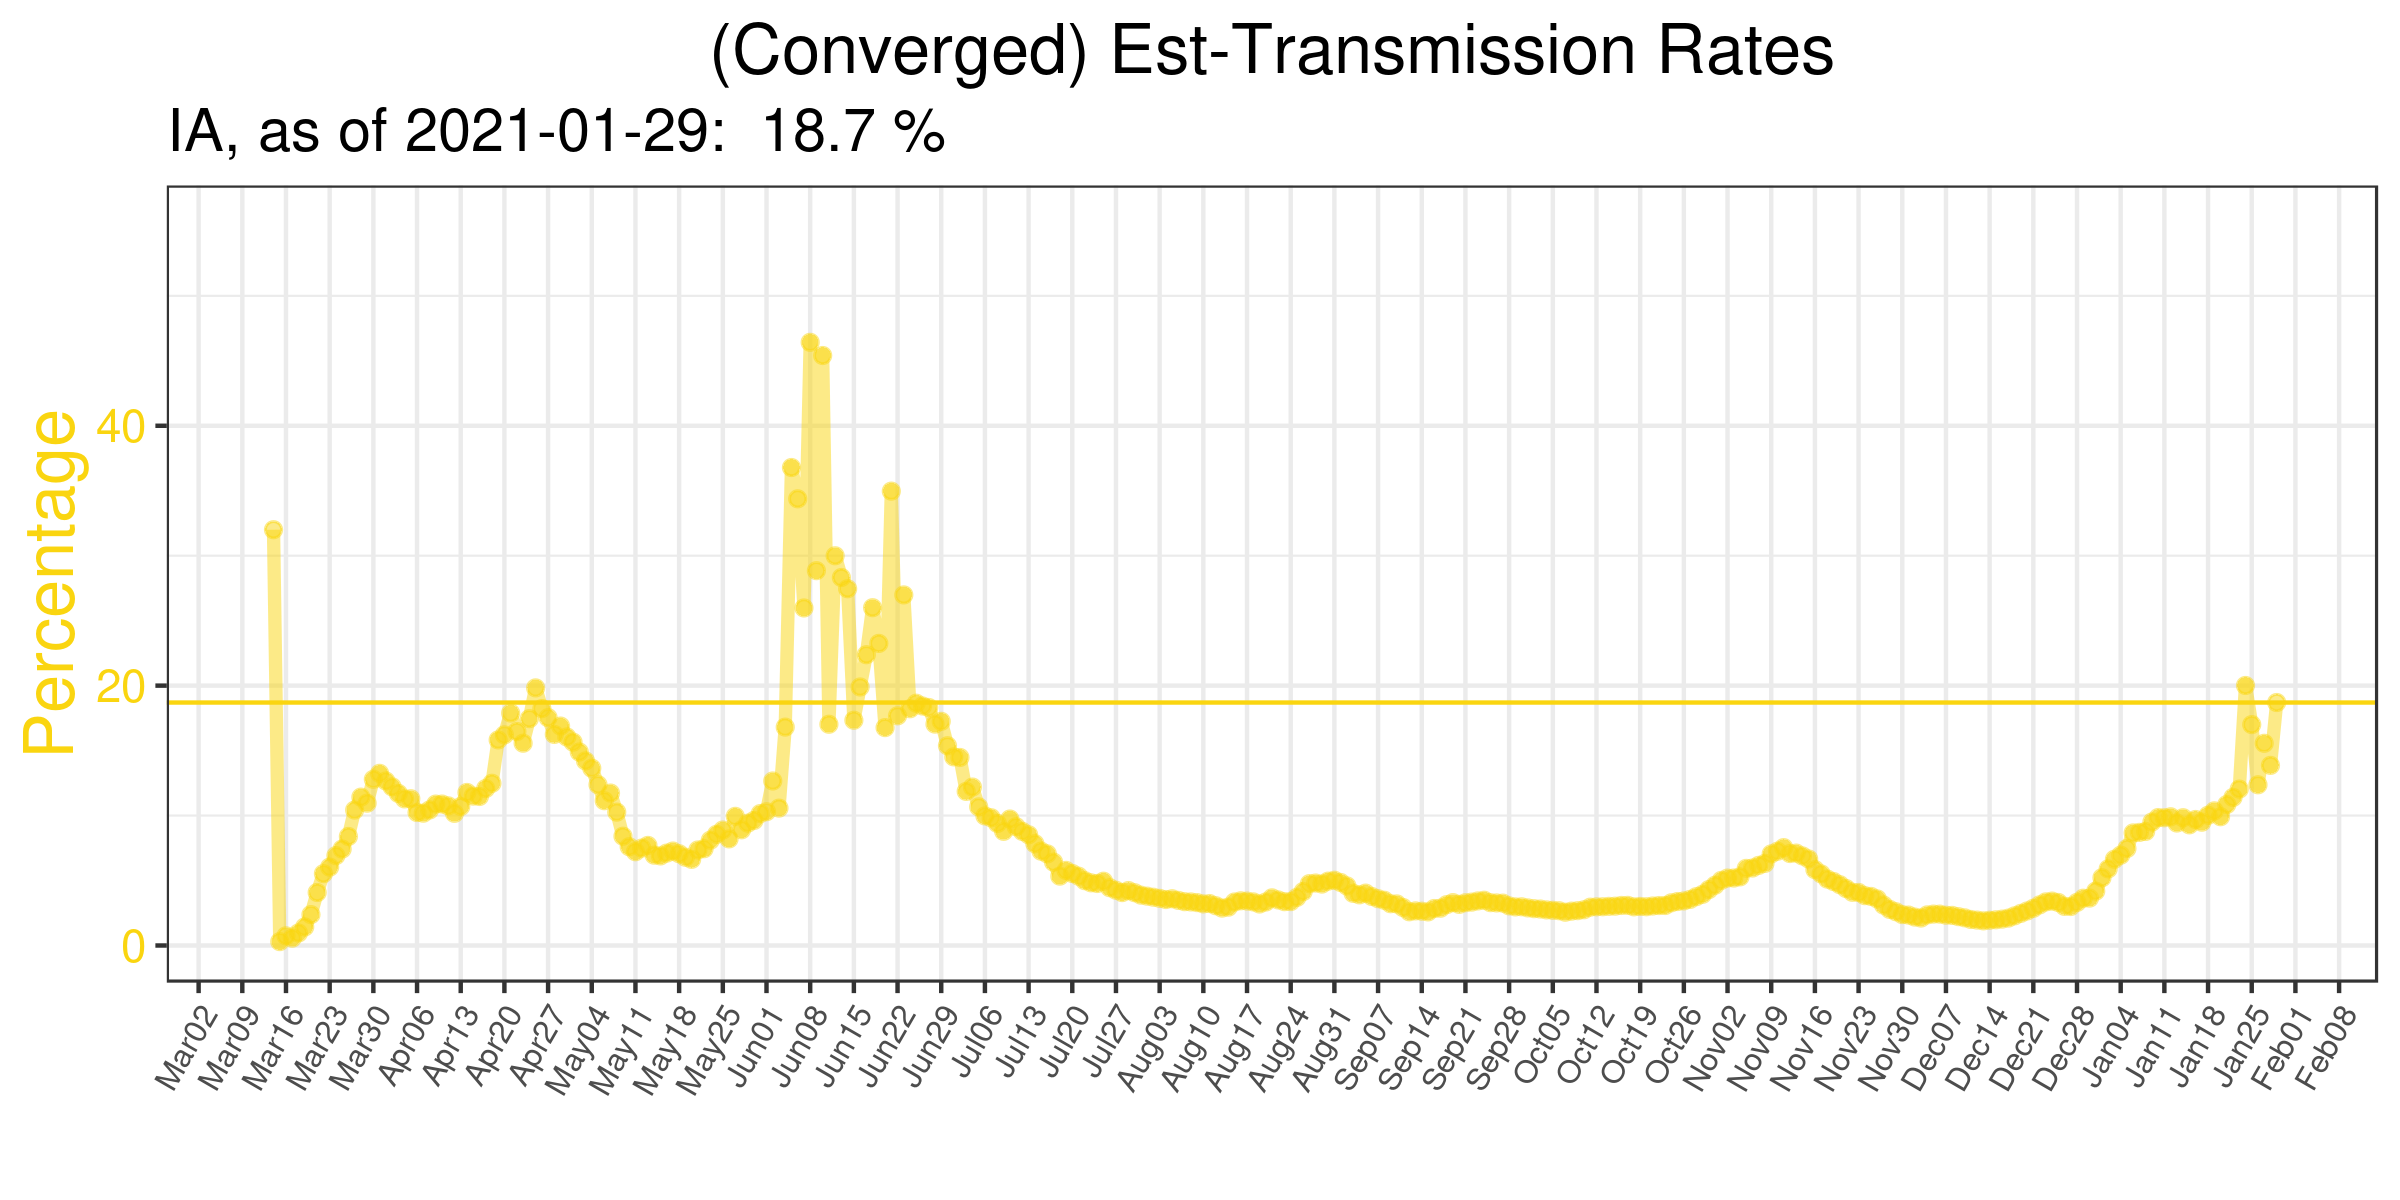 (Converged) Est-Transmission Rates
IA, as of 2021-01-29:  18.7 %
Percentage
40
20
0
Mar02
Mar09
Mar16
Mar23
Mar30
Apr06
Apr13
Apr20
Apr27
May04
May11
May18
May25
Jun01
Jun08
Jun15
Jun22
Jun29
Jul06
Jul13
Jul20
Jul27
Aug03
Aug10
Aug17
Aug24
Aug31
Sep07
Sep14
Sep21
Sep28
Oct05
Oct12
Oct19
Oct26
Nov02
Nov09
Nov16
Nov23
Nov30
Dec07
Dec14
Dec21
Dec28
Jan04
Jan11
Jan18
Jan25
Feb01
Feb08